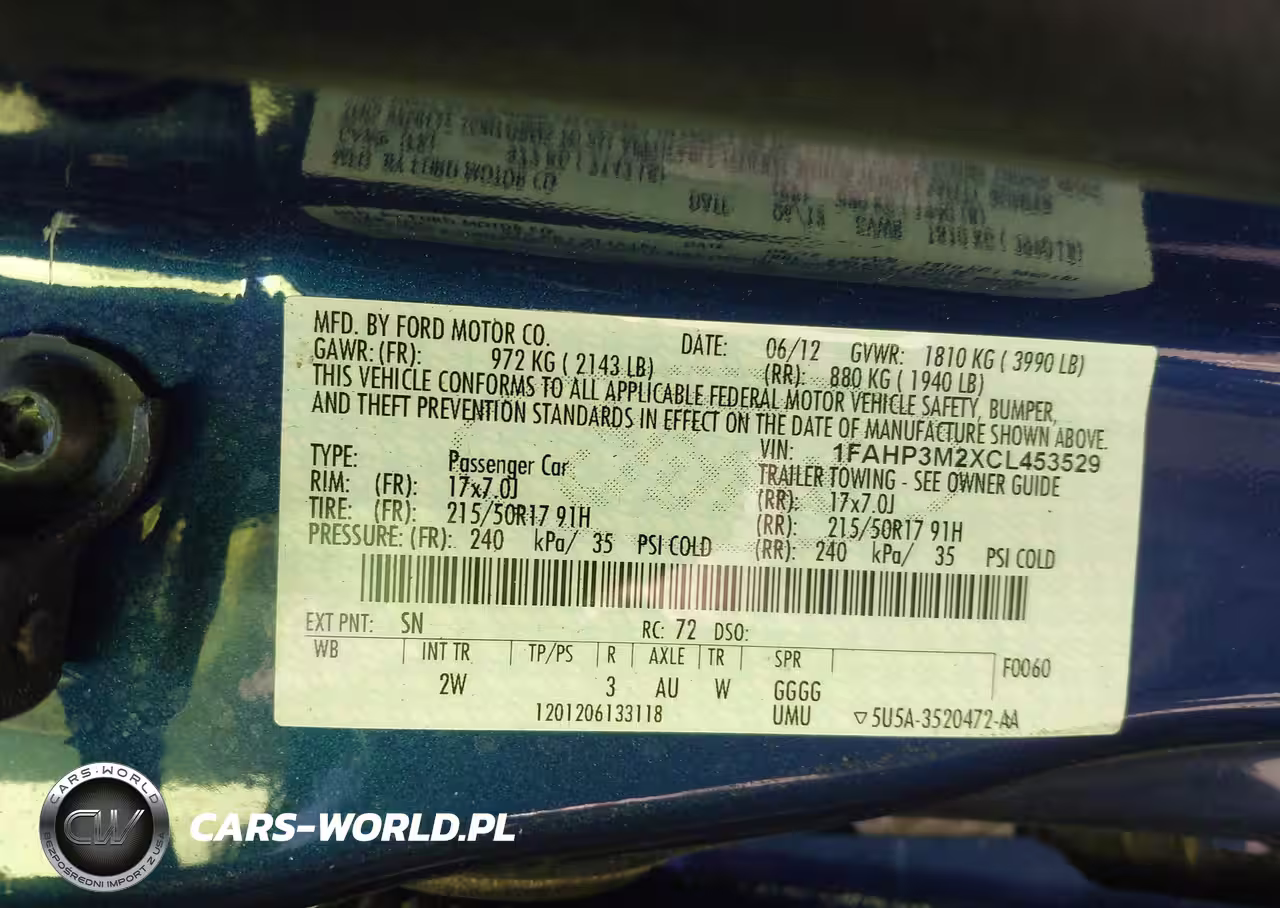 MFD. BY FORD MOTOR CO. DATE: 06/12 GVWR: 1810 KG ( 3990 LB)
GAWR: (FR): 972 KG ( 2143 LB) (RR): 880 KG ( 1940 LB)
THIS VEHICLE CONFORMS TO ALL APPLICABLE FEDERAL MOTOR VEHICLE SAFETY, BUMPER,
AND THEFT PREVENTION STANDARDS IN EFFECT ON THE DATE OF MANUFACTURE SHOWN ABOVE.
VIN: 1FAHP3M2XCL453529
TYPE: Passenger Car TRAILER TOWING - SEE OWNER GUIDE
RIM: (FR): 17x7.0J (RR): 17x7.0J
TIRE: (FR): 215/50R17 91H (RR): 215/50R17 91H
PRESSURE: (FR): 240 kPa/ 35 PSI COLD (RR): 240 kPa/ 35 PSI COLD
EXT PNT: SN RC: 72 DSO:
WB INT TR TP/PS R AXLE TR SPR F0060
2W 3 AU W GGGG
1201206133118 UMU ▽5U5A-3520472-AA
CARS-WORLD
CW
BEZPOŚREDNI IMPORT Z USA
CARS-WORLD.PL